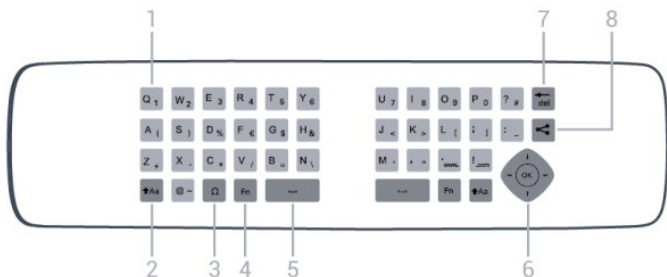 1 7 8
Q 1 W 2 E 3 R 4 T 5 Y 6 U 7 I 8 O 9 P 0 ? # del
A ( S ) D % F € G $ H & J < K > L [ ; ] : _
Z + X - C * V / B = N \ M ' , " . www. ! .com OK
Aa @ ~ Ω Fn Fn Aa
2 3 4 5 6